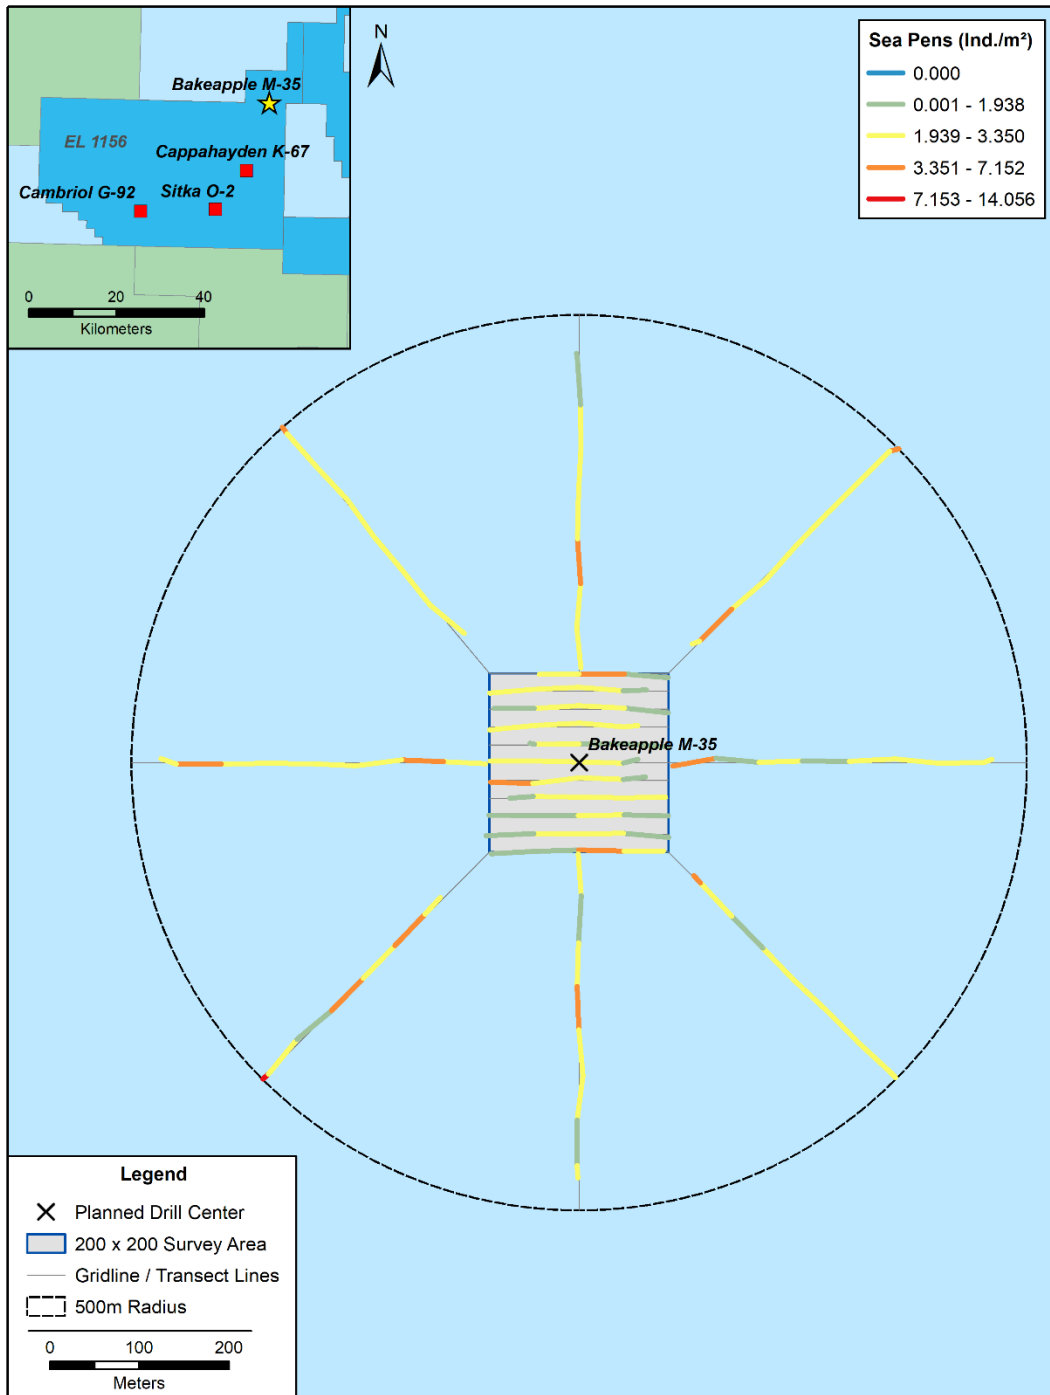 Bakeapple M-35
EL 1156
Cappahayden K-67
Cambriol G-92
Sitka O-2
0 20 40
Kilometers
N
Sea Pens (Ind./m²)
0.000
0.001 - 1.938
1.939 - 3.350
3.351 - 7.152
7.153 - 14.056
Bakeapple M-35
Legend
Planned Drill Center
200 x 200 Survey Area
Gridline / Transect Lines
500m Radius
0 100 200
Meters